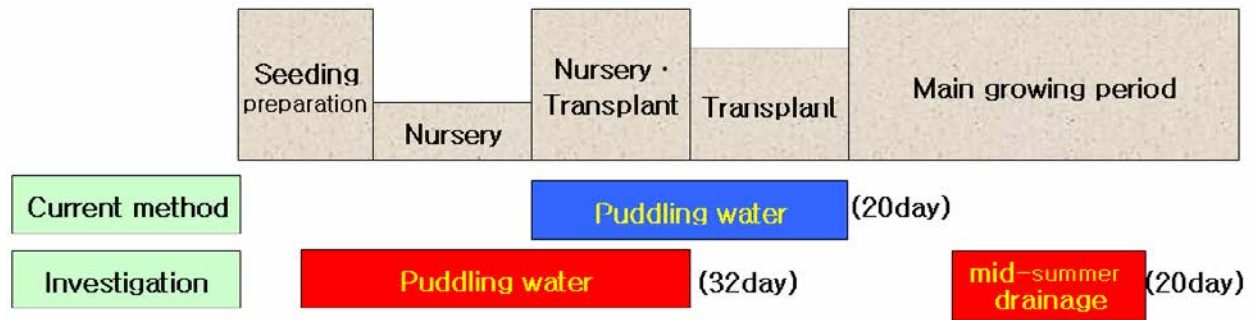 Seeding
preparation
Nursery
Nursery ·
Transplant
Transplant
Main growing period
Current method
Puddling water
(20day)
Investigation
Puddling water
(32day)
mid-summer
drainage
(20day)